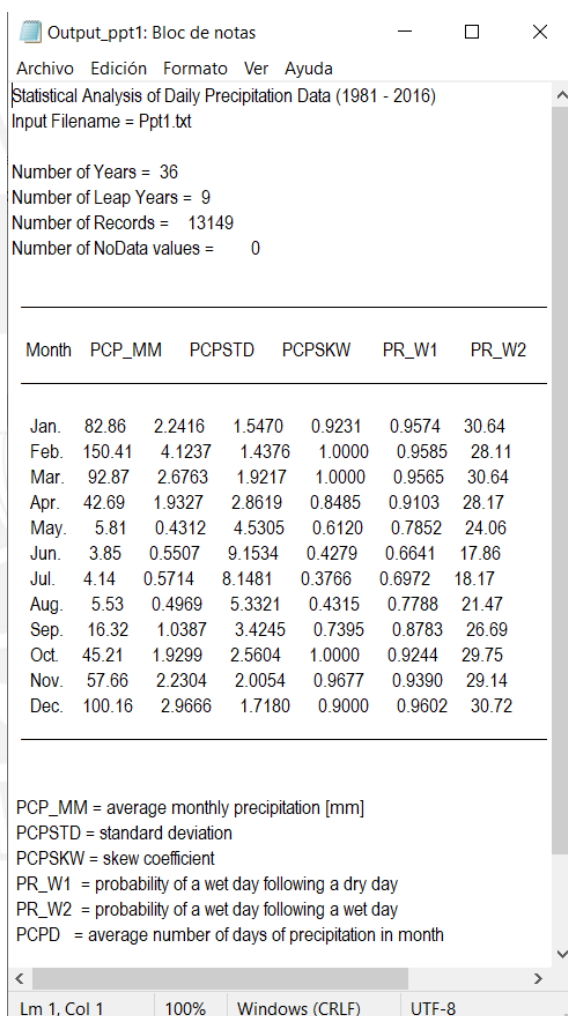 Output_ppt1: Bloc de notas
Archivo Edición Formato Ver Ayuda
Statistical Analysis of Daily Precipitation Data (1981 - 2016)
Input Filename = Ppt1.txt
Number of Years = 36
Number of Leap Years = 9
Number of Records = 13149
Number of NoData values = 0
Month PCP_MM PCPSTD PCPSKW PR_W1 PR_W2
Jan. 82.86 2.2416 1.5470 0.9231 0.9574 30.64
Feb. 150.41 4.1237 1.4376 1.0000 0.9585 28.11
Mar. 92.87 2.6763 1.9217 1.0000 0.9565 30.64
Apr. 42.69 1.9327 2.8619 0.8485 0.9103 28.17
May. 5.81 0.4312 4.5305 0.6120 0.7852 24.06
Jun. 3.85 0.5507 9.1534 0.4279 0.6641 17.86
Jul. 4.14 0.5714 8.1481 0.3766 0.6972 18.17
Aug. 5.53 0.4969 5.3321 0.4315 0.7788 21.47
Sep. 16.32 1.0387 3.4245 0.7395 0.8783 26.69
Oct. 45.21 1.9299 2.5604 1.0000 0.9244 29.75
Nov. 57.66 2.2304 2.0054 0.9677 0.9390 29.14
Dec. 100.16 2.9666 1.7180 0.9000 0.9602 30.72
PCP_MM = average monthly precipitation [mm]
PCPSTD = standard deviation
PCPSKW = skew coefficient
PR_W1 = probability of a wet day following a dry day
PR_W2 = probability of a wet day following a wet day
PCPD = average number of days of precipitation in month
Lm 1, Col 1 100% Windows (CRLF) UTF-8